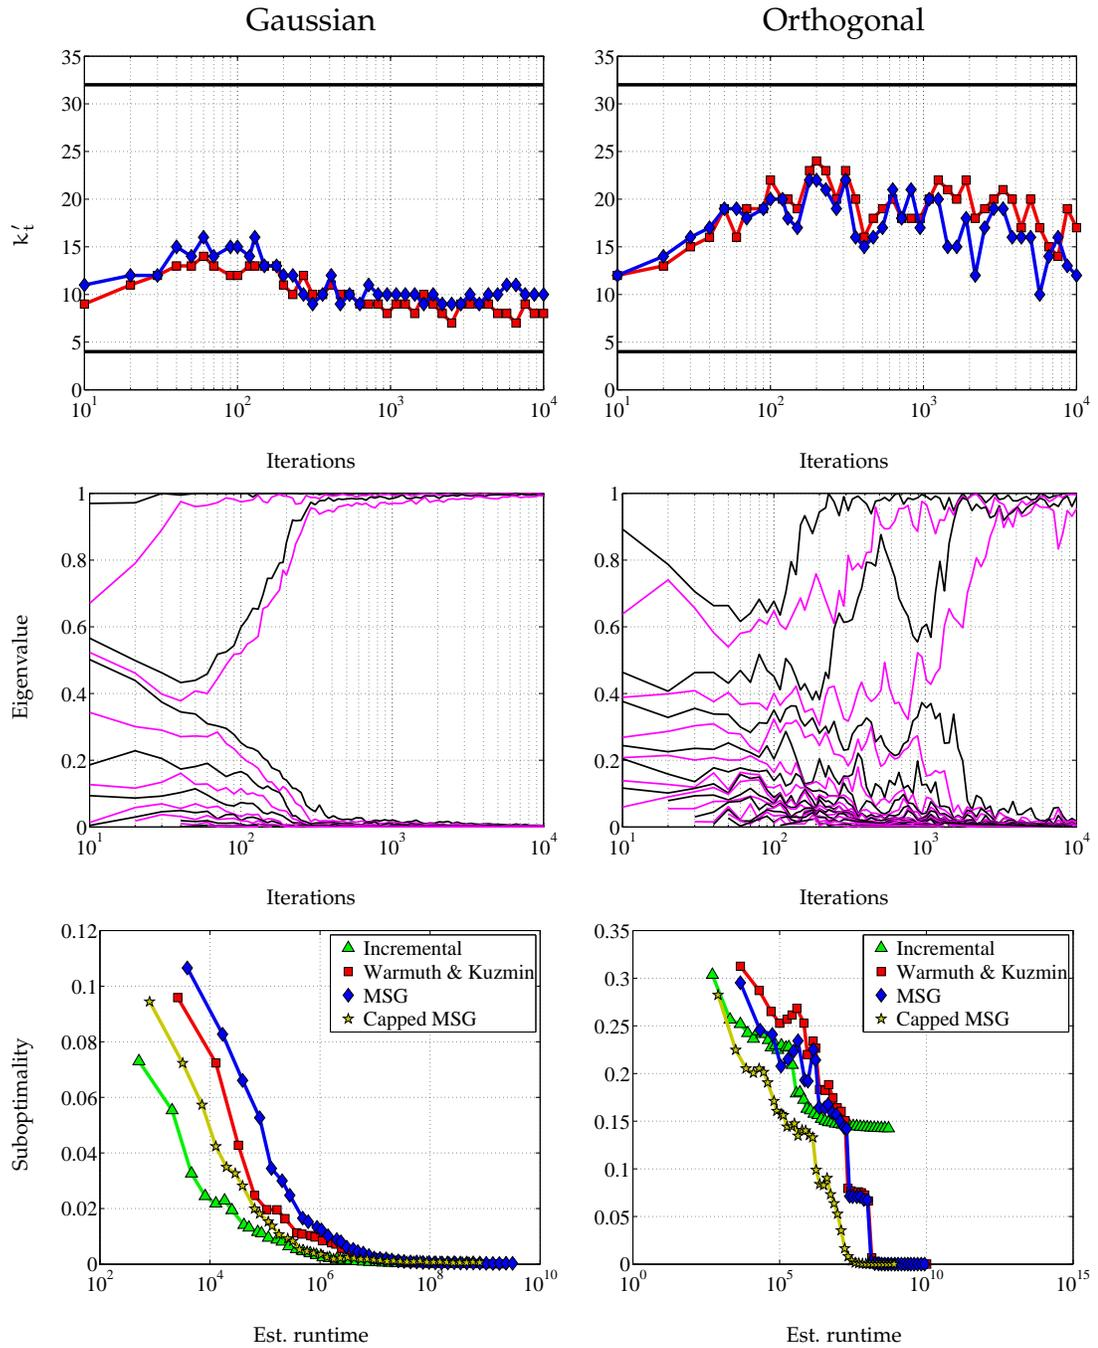 Gaussian
Orthogonal
35
30
25
20
15
10
5
0
k′t
10^1 10^2 10^3 10^4
Iterations
35
30
25
20
15
10
5
0
10^1 10^2 10^3 10^4
Iterations
1
0.8
0.6
0.4
0.2
0
Eigenvalue
10^1 10^2 10^3 10^4
Iterations
1
0.8
0.6
0.4
0.2
0
10^1 10^2 10^3 10^4
Iterations
0.12
0.1
0.08
0.06
0.04
0.02
0
Suboptimality
Incremental
Warmuth & Kuzmin
MSG
Capped MSG
10^2 10^4 10^6 10^8 10^10
Est. runtime
0.35
0.3
0.25
0.2
0.15
0.1
0.05
0
Incremental
Warmuth & Kuzmin
MSG
Capped MSG
10^0 10^5 10^10 10^15
Est. runtime